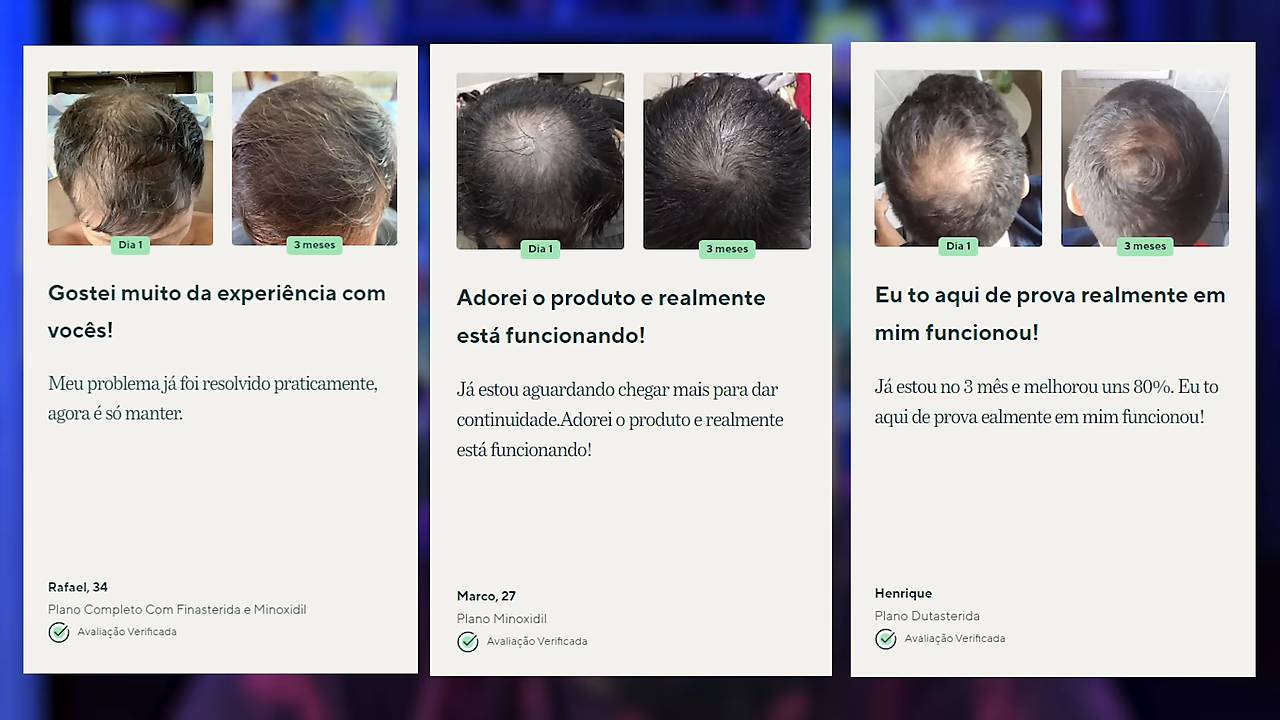 Dia 1
3 meses
Gostei muito da experiência com
vocês!
Meu problema já foi resolvido praticamente,
agora é só manter.
Rafael, 34
Plano Completo Com Finasterida e Minoxidil
Avaliação Verificada
Dia 1
3 meses
Adorei o produto e realmente
está funcionando!
Já estou aguardando chegar mais para dar
continuidade.Adorei o produto e realmente
está funcionando!
Marco, 27
Plano Minoxidil
Avaliação Verificada
Dia 1
3 meses
Eu to aqui de prova realmente em
mim funcionou!
Já estou no 3 mês e melhorou uns 80%. Eu to
aqui de prova ealmente em mim funcionou!
Henrique
Plano Dutasterida
Avaliação Verificada